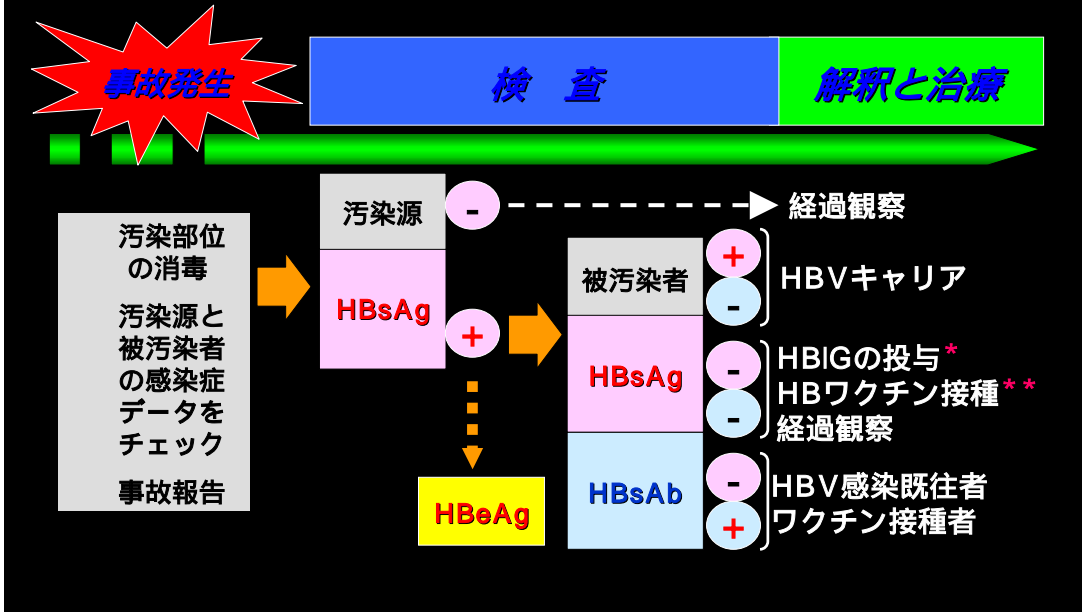 事故発生
検　査
解釈と治療
汚染部位
の消毒
汚染源と
被汚染者
の感染症
データを
チェック
事故報告
汚染源
HBsAg
-
+
経過観察
HBeAg
被汚染者
HBsAg
HBsAb
+
-
HBVキャリア
-
-
HBIGの投与*
HBワクチン接種**
経過観察
-
+
HBV感染既往者
ワクチン接種者